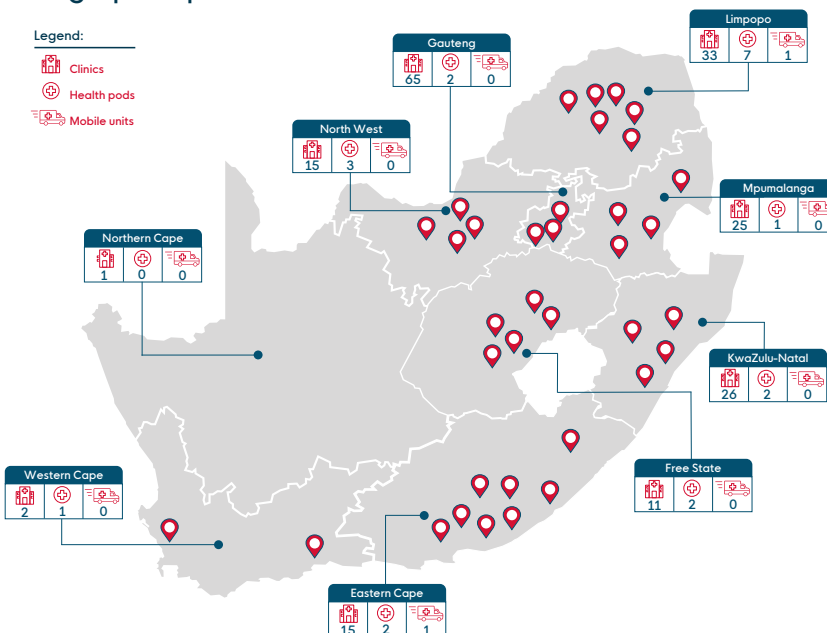 Legend:
Clinics
Health pods
Mobile units
Limpopo
33 7 1
Gauteng
65 2 0
North West
15 3 0
Mpumalanga
25 1 0
Northern Cape
1 0 0
KwaZulu-Natal
26 2 0
Free State
11 2 0
Western Cape
2 1 0
Eastern Cape
15 2 1